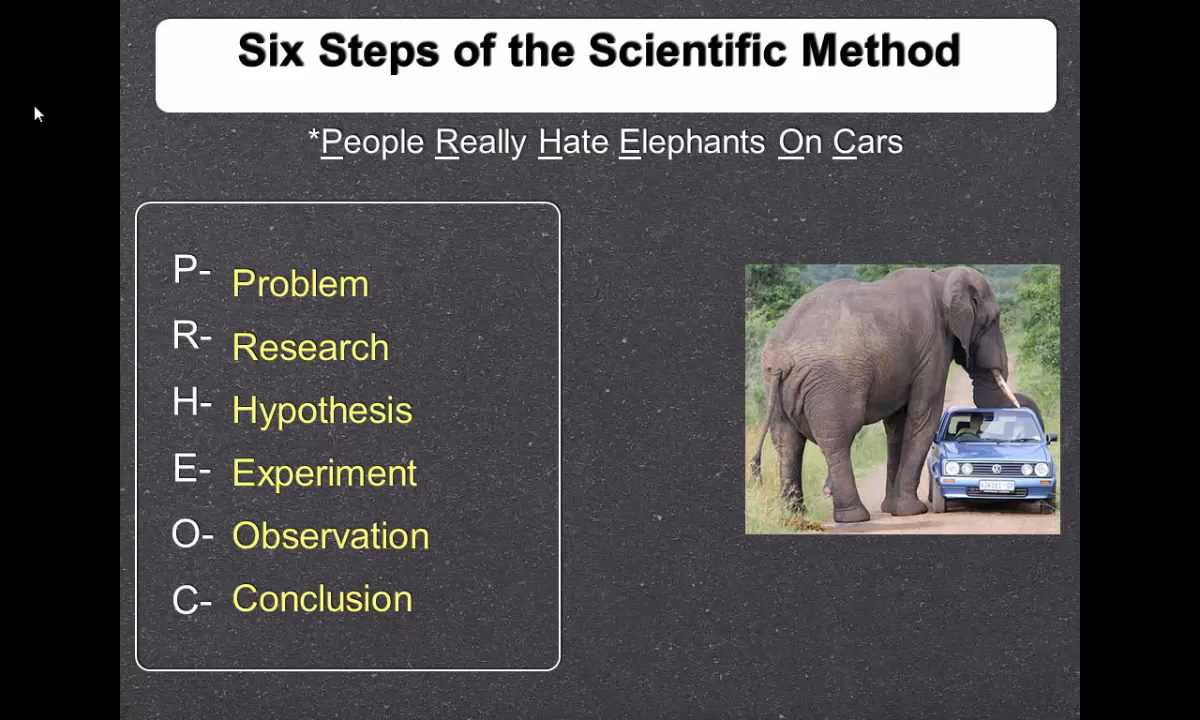 Six Steps of the Scientific Method
*People Really Hate Elephants On Cars
P- Problem
R- Research
H- Hypothesis
E- Experiment
O- Observation
C- Conclusion